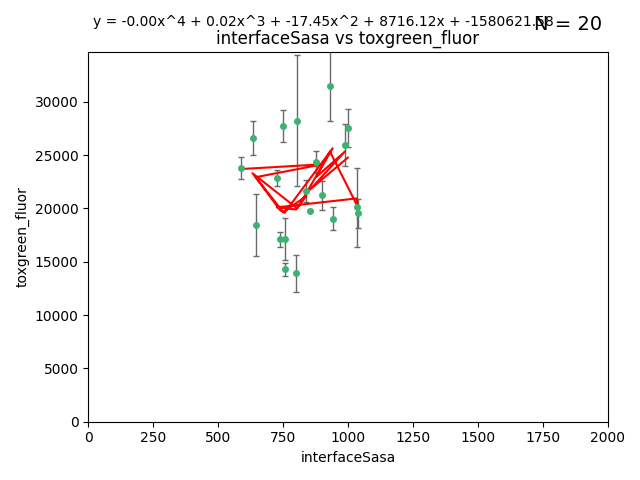 y = -0.00x^4 + 0.02x^3 + -17.45x^2 + 8716.12x + -1580621.58
N = 20
interfaceSasa vs toxgreen_fluor
30000
25000
20000
15000
10000
5000
0
toxgreen_fluor
0 250 500 750 1000 1250 1500 1750 2000
interfaceSasa